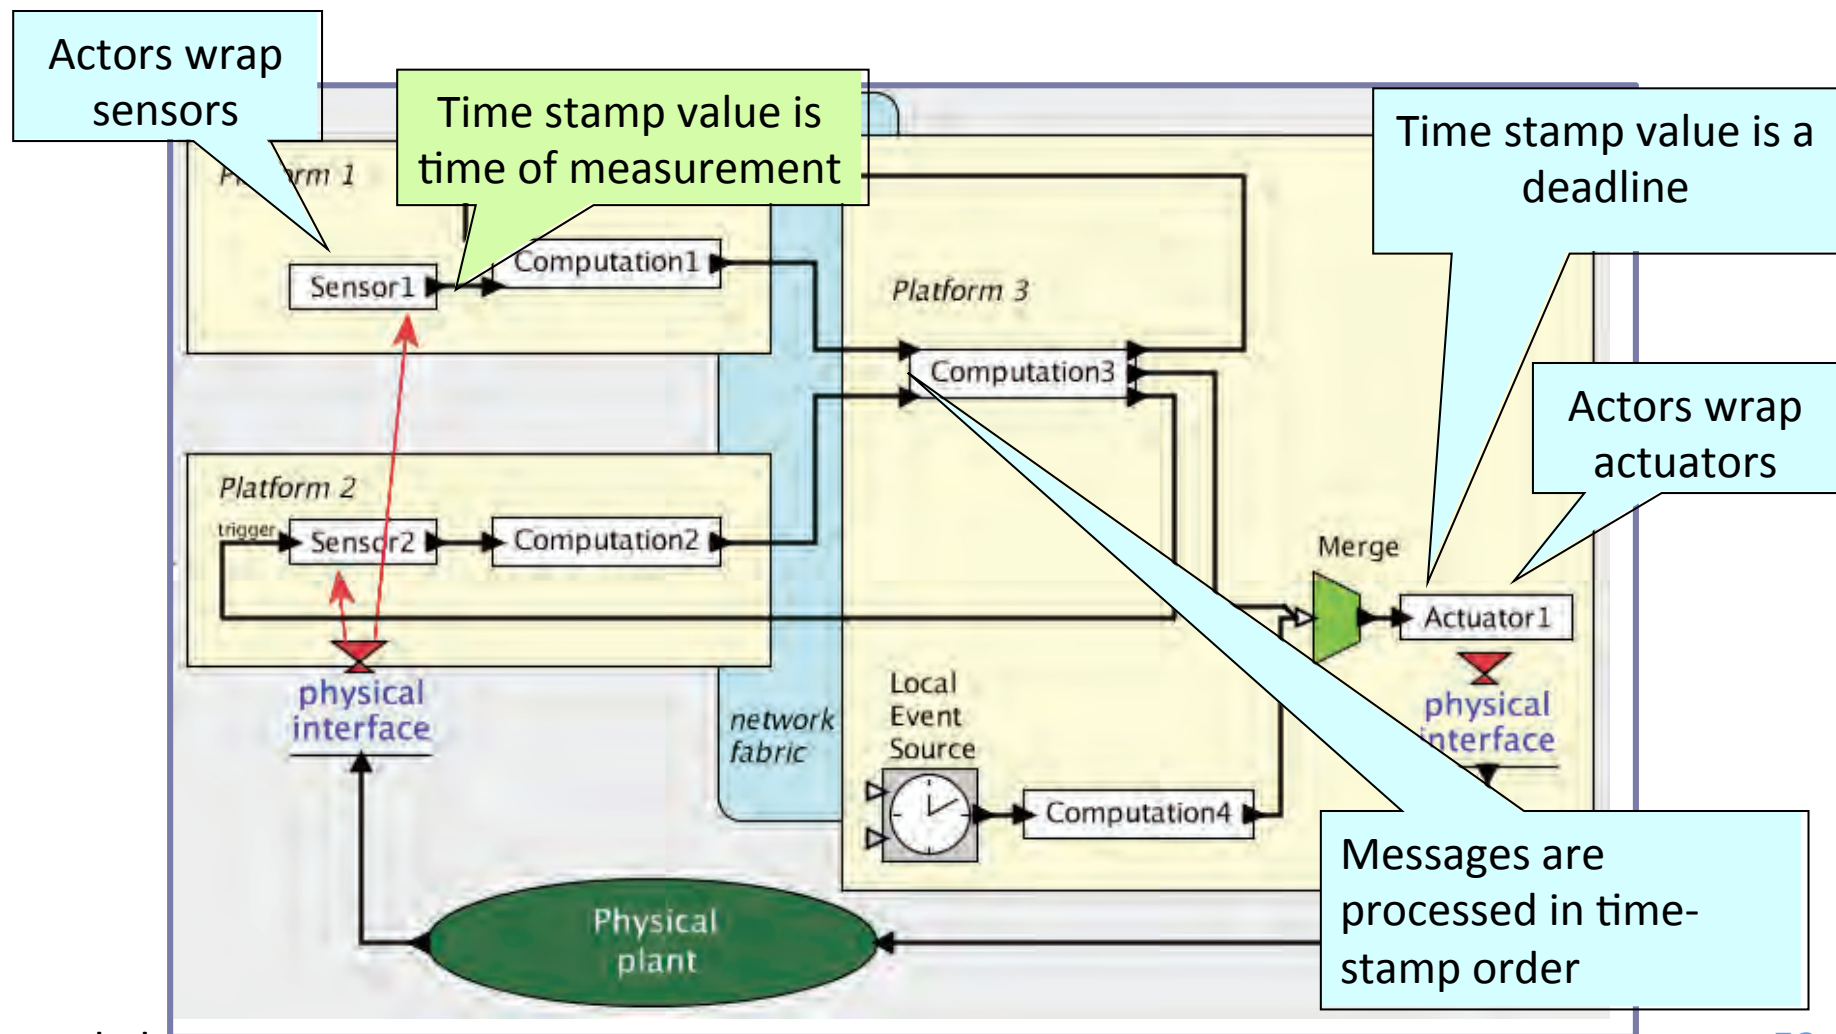 Actors wrap
sensors
Time stamp value is
time of measurement
Time stamp value is a
deadline
Computation1
Sensor1
Platform 3
Computation3
Actors wrap
actuators
Platform 2
trigger
Sensor2
Computation2
Merge
Actuator1
physical
interface
network
fabric
Local
Event
Source
physical
interface
Computation4
Messages are
processed in time-
stamp order
Physical
plant